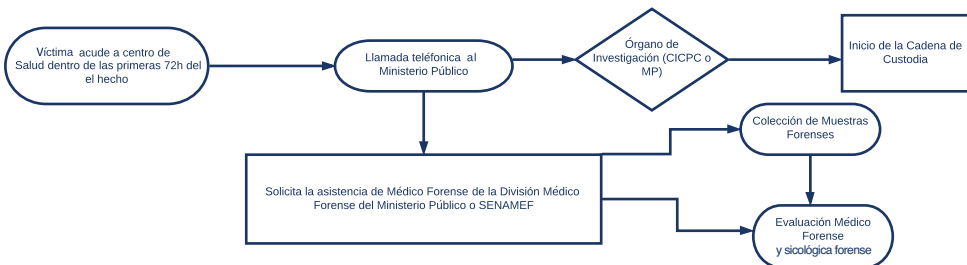 Víctima acude a centro de
Salud dentro de las primeras 72h del
el hecho
Llamada teléfonica al
Ministerio Público
Órgano de
Investigación (CICPC o
MP)
Inicio de la Cadena de
Custodia
Solicita la asistencia de Médico Forense de la División Médico
Forense del Ministerio Público o SENAMEF
Colección de Muestras
Forenses
Evaluación Médico
Forense
y sicológica forense